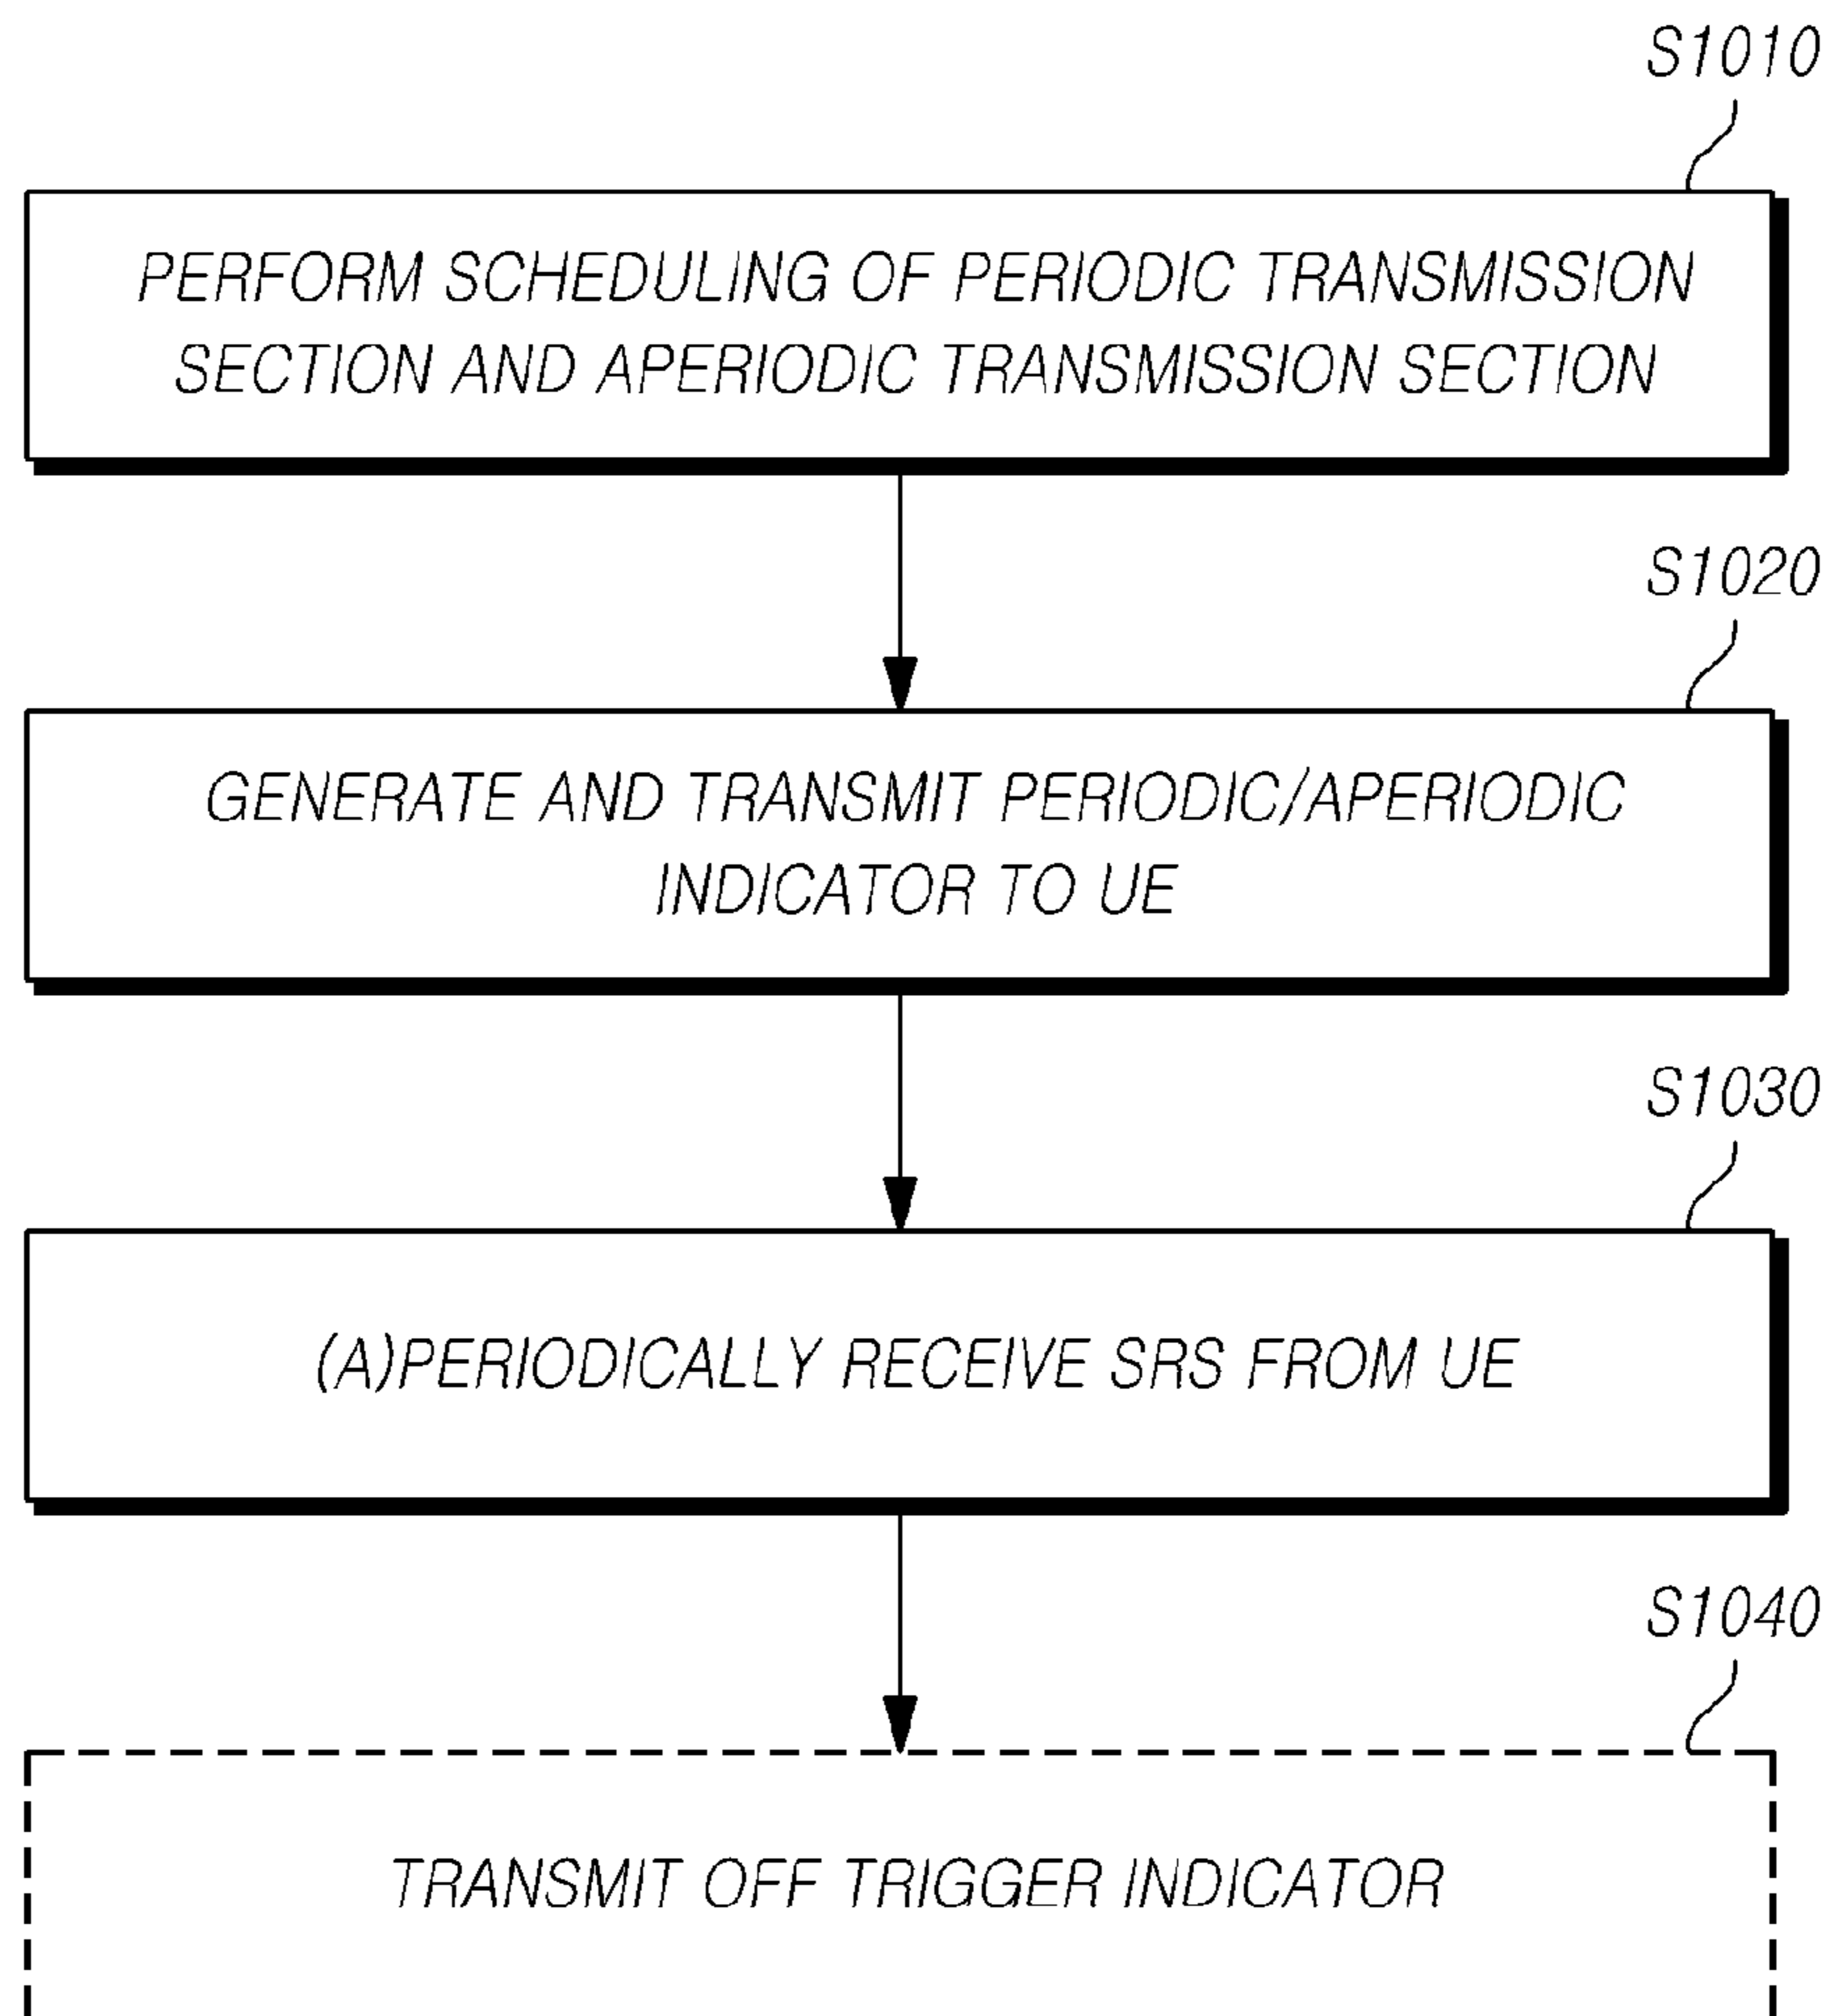 S1010
PERFORM SCHEDULING OF PERIODIC TRANSMISSION
SECTION AND APERIODIC TRANSMISSION SECTION
S1020
GENERATE AND TRANSMIT PERIODIC/APERIODIC
INDICATOR TO UE
S1030
(A)PERIODICALLY RECEIVE SRS FROM UE
S1040
TRANSMIT OFF TRIGGER INDICATOR